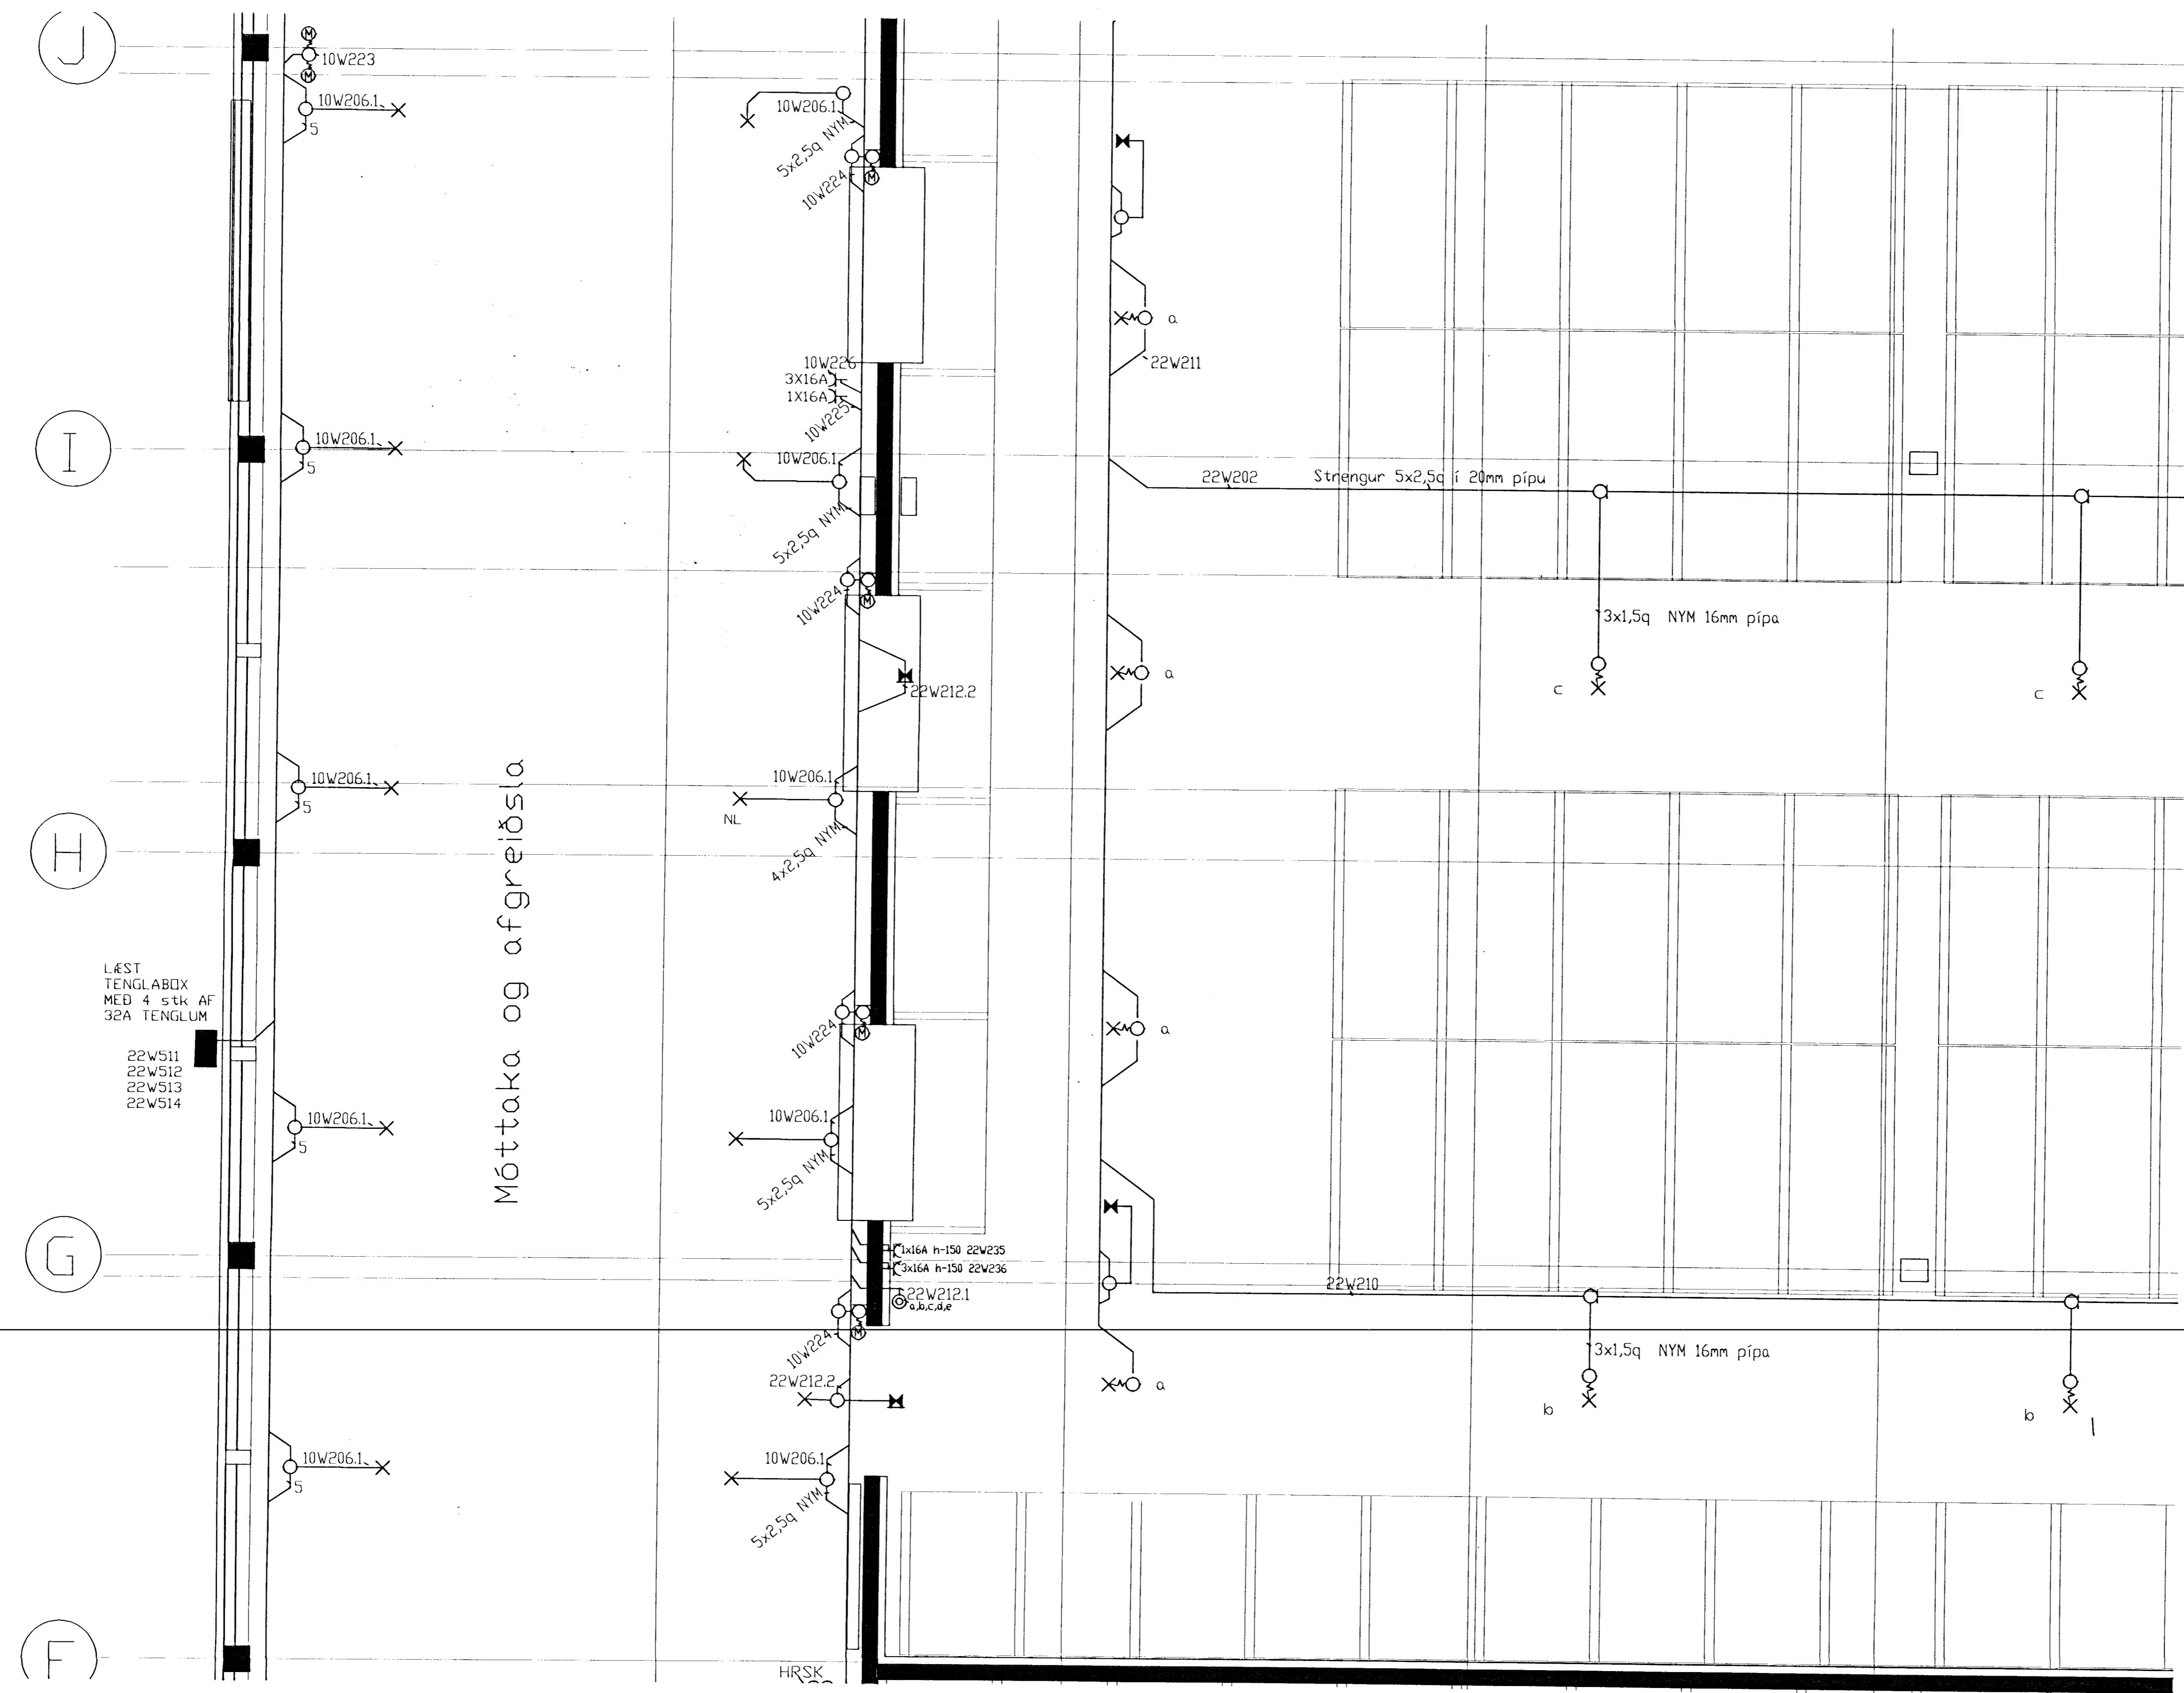 J
10W223
10W206.1
5
10W206.1
5x2,5q NYM
10W224
M
M
M
a
22W211
10W226
3X16A
1X16A
10W225
I
10W206.1
5
10W206.1
5x2,5q NYM
22W202
Strengur 5x2,5q í 20mm pípu
10W224
M
3x1,5q NYM 16mm pípa
22W212.2
a
c
c
10W206.1
5
10W206.1
NL
4x2,5q NYM
Móttaka og afgreiðsla
H
LÆST
TENGLABOX
MEÐ 4 stk AF
32A TENGLUM
22W511
22W512
22W513
22W514
10W224
M
a
10W206.1
5
10W206.1
5x2,5q NYM
G
1x16A h-150 22W235
3x16A h-150 22W236
22W212.1
a,b,c,d,e
22W210
10W224
M
3x1,5q NYM 16mm pípa
22W212.2
a
b
b
10W206.1
5
10W206.1
5x2,5q NYM
F
HRSK